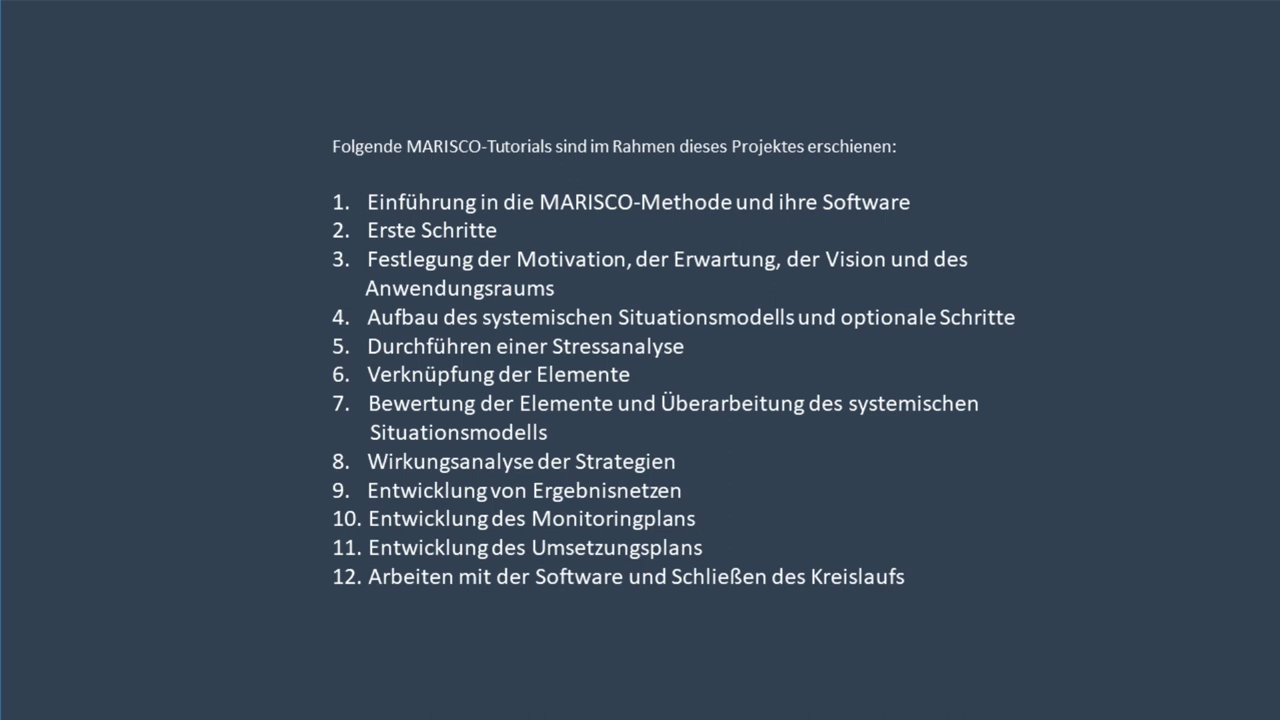 Folgende MARISCO-Tutorials sind im Rahmen dieses Projektes erschienen:
1. Einführung in die MARISCO-Methode und ihre Software
2. Erste Schritte
3. Festlegung der Motivation, der Erwartung, der Vision und des
Anwendungsraums
4. Aufbau des systemischen Situationsmodells und optionale Schritte
5. Durchführen einer Stressanalyse
6. Verknüpfung der Elemente
7. Bewertung der Elemente und Überarbeitung des systemischen
Situationsmodells
8. Wirkungsanalyse der Strategien
9. Entwicklung von Ergebnisnetzen
10. Entwicklung des Monitoringplans
11. Entwicklung des Umsetzungsplans
12. Arbeiten mit der Software und Schließen des Kreislaufs